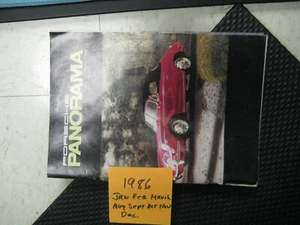 PORSCHE
PANORAMA
1986
Jan Feb March
Aug Sept Oct Nov
Dec.